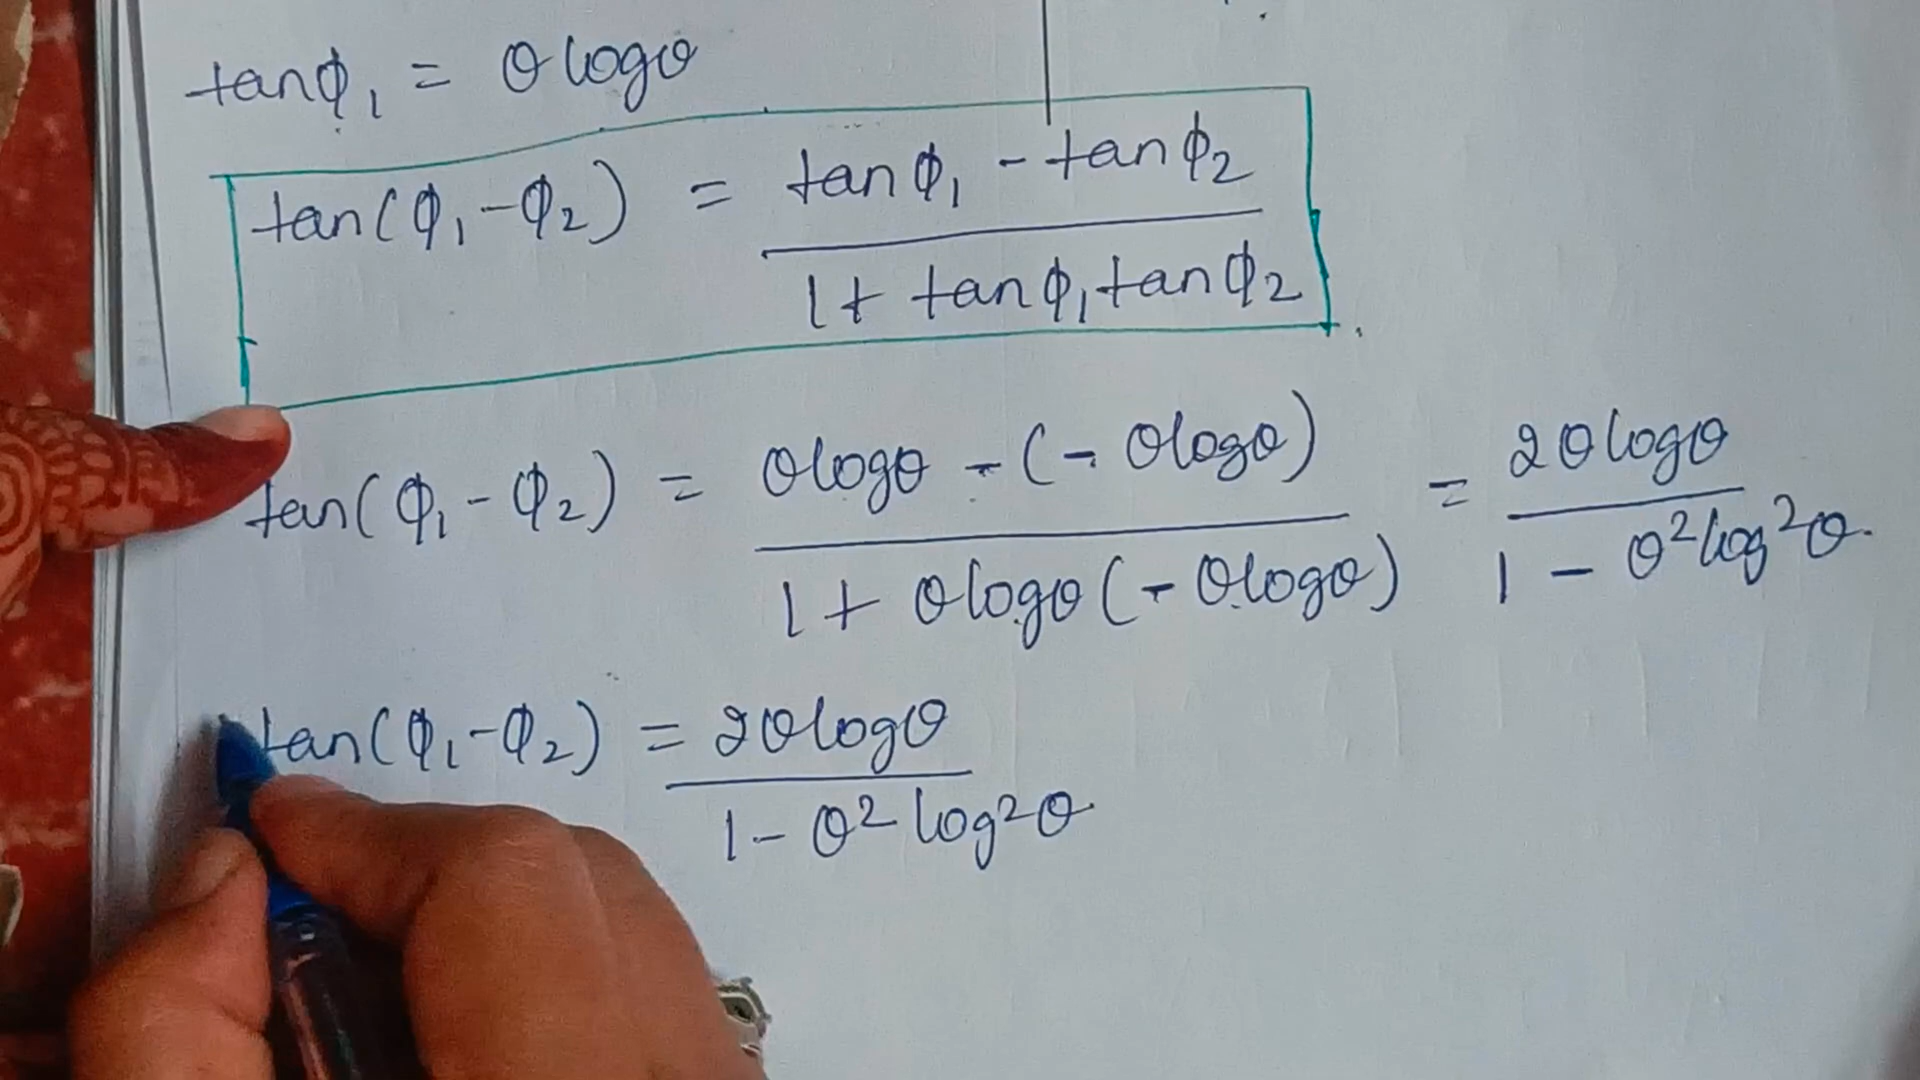 tanφ₁ = θ logθ
tan(φ₁-φ₂) = tanφ₁ - tanφ₂
1+ tanφ₁tanφ₂
tan(φ₁-φ₂) = θlogθ - (- θlogθ) = 2θlogθ
1+ θlogθ(-θlogθ) 1 - θ²log²θ.
tan(φ₁-φ₂) = 2θlogθ
1- θ² log²θ